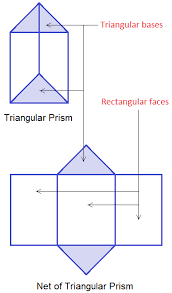 Triangular bases
Rectangular faces
Triangular Prism
Net of Triangular Prism